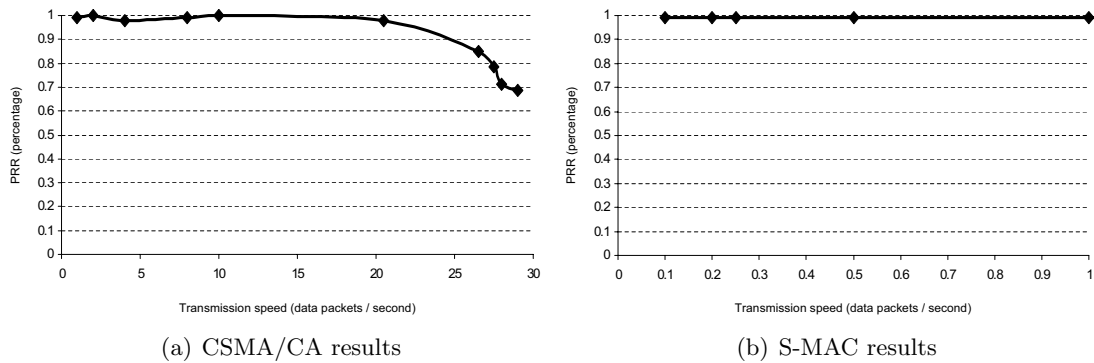 1
0.9
0.8
0.7
0.6
0.5
0.4
0.3
0.2
0.1
0
PRR (percentage)
0 5 10 15 20 25 30
Transmission speed (data packets / second)
(a) CSMA/CA results
1
0.9
0.8
0.7
0.6
0.5
0.4
0.3
0.2
0.1
0
PRR (percentage)
0 0.1 0.2 0.3 0.4 0.5 0.6 0.7 0.8 0.9 1
Transmission speed (data packets / second)
(b) S-MAC results